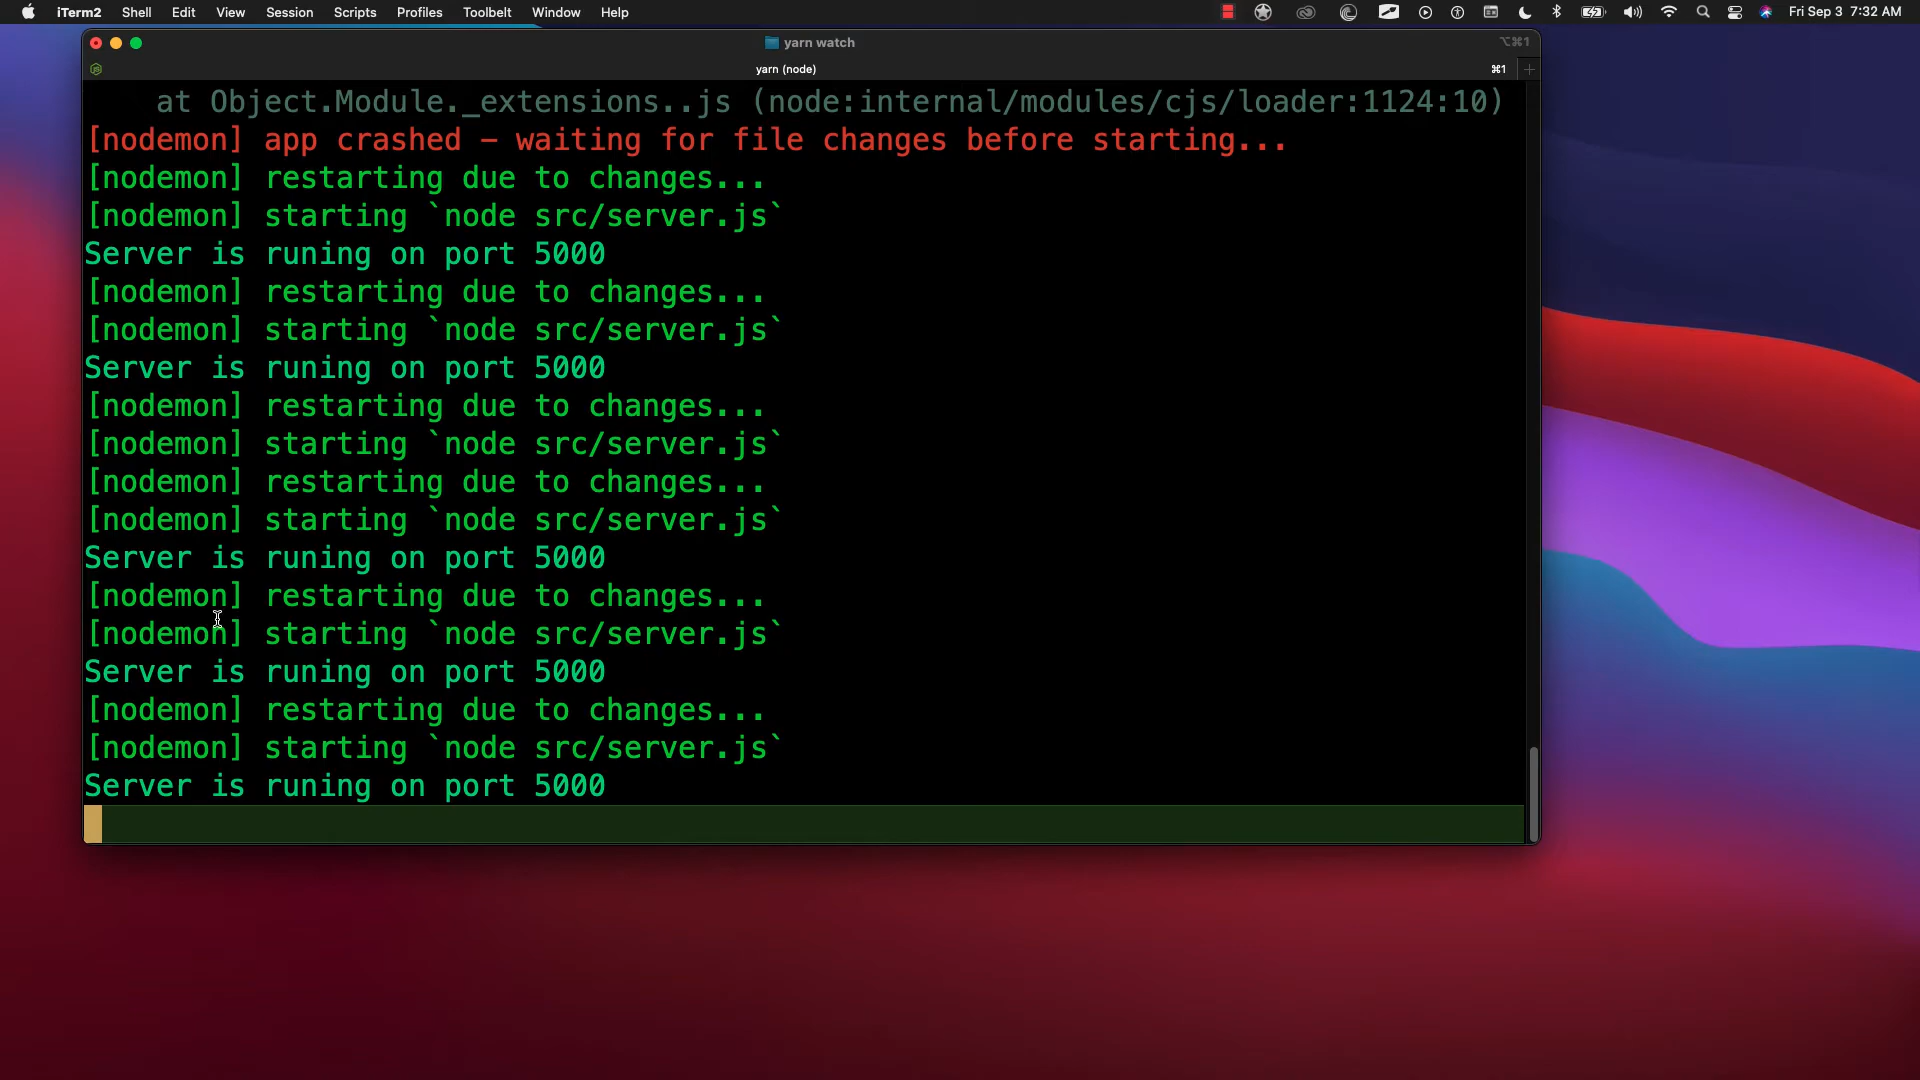 iTerm2 Shell Edit View Session Scripts Profiles Toolbelt Window Help Fri Sep 3 7:32 AM
yarn watch ⌥⌘1
yarn (node) ⌘1
at Object.Module._extensions..js (node:internal/modules/cjs/loader:1124:10)
[nodemon] app crashed – waiting for file changes before starting...
[nodemon] restarting due to changes...
[nodemon] starting `node src/server.js`
Server is runing on port 5000
[nodemon] restarting due to changes...
[nodemon] starting `node src/server.js`
Server is runing on port 5000
[nodemon] restarting due to changes...
[nodemon] starting `node src/server.js`
[nodemon] restarting due to changes...
[nodemon] starting `node src/server.js`
Server is runing on port 5000
[nodemon] restarting due to changes...
[nodemon] starting `node src/server.js`
Server is runing on port 5000
[nodemon] restarting due to changes...
[nodemon] starting `node src/server.js`
Server is runing on port 5000